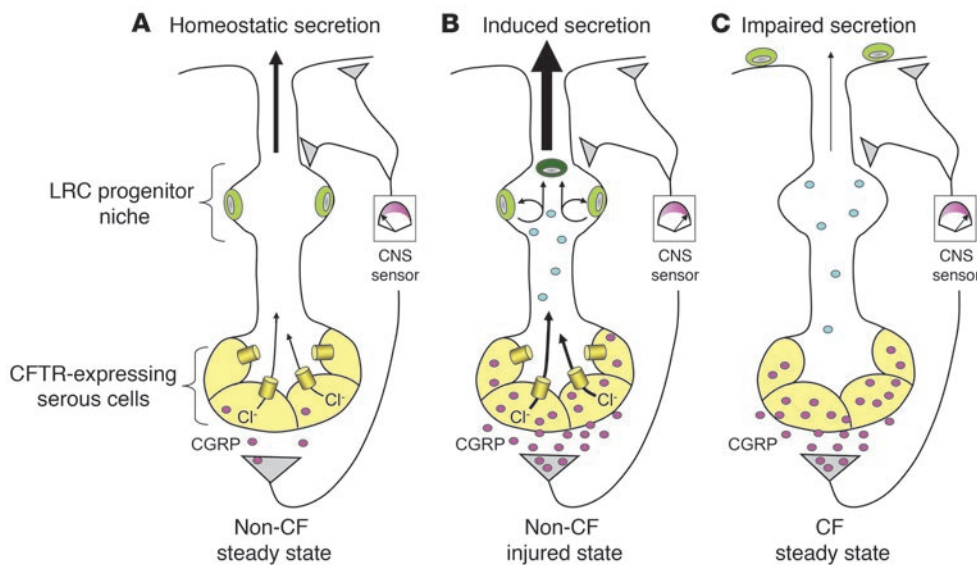 A Homeostatic secretion
B Induced secretion
C Impaired secretion
LRC progenitor
niche
CNS
sensor
CNS
sensor
CNS
sensor
CFTR-expressing
serous cells
Cl-
Cl-
CGRP
Cl-
Cl-
CGRP
CGRP
Non-CF
steady state
Non-CF
injured state
CF
steady state